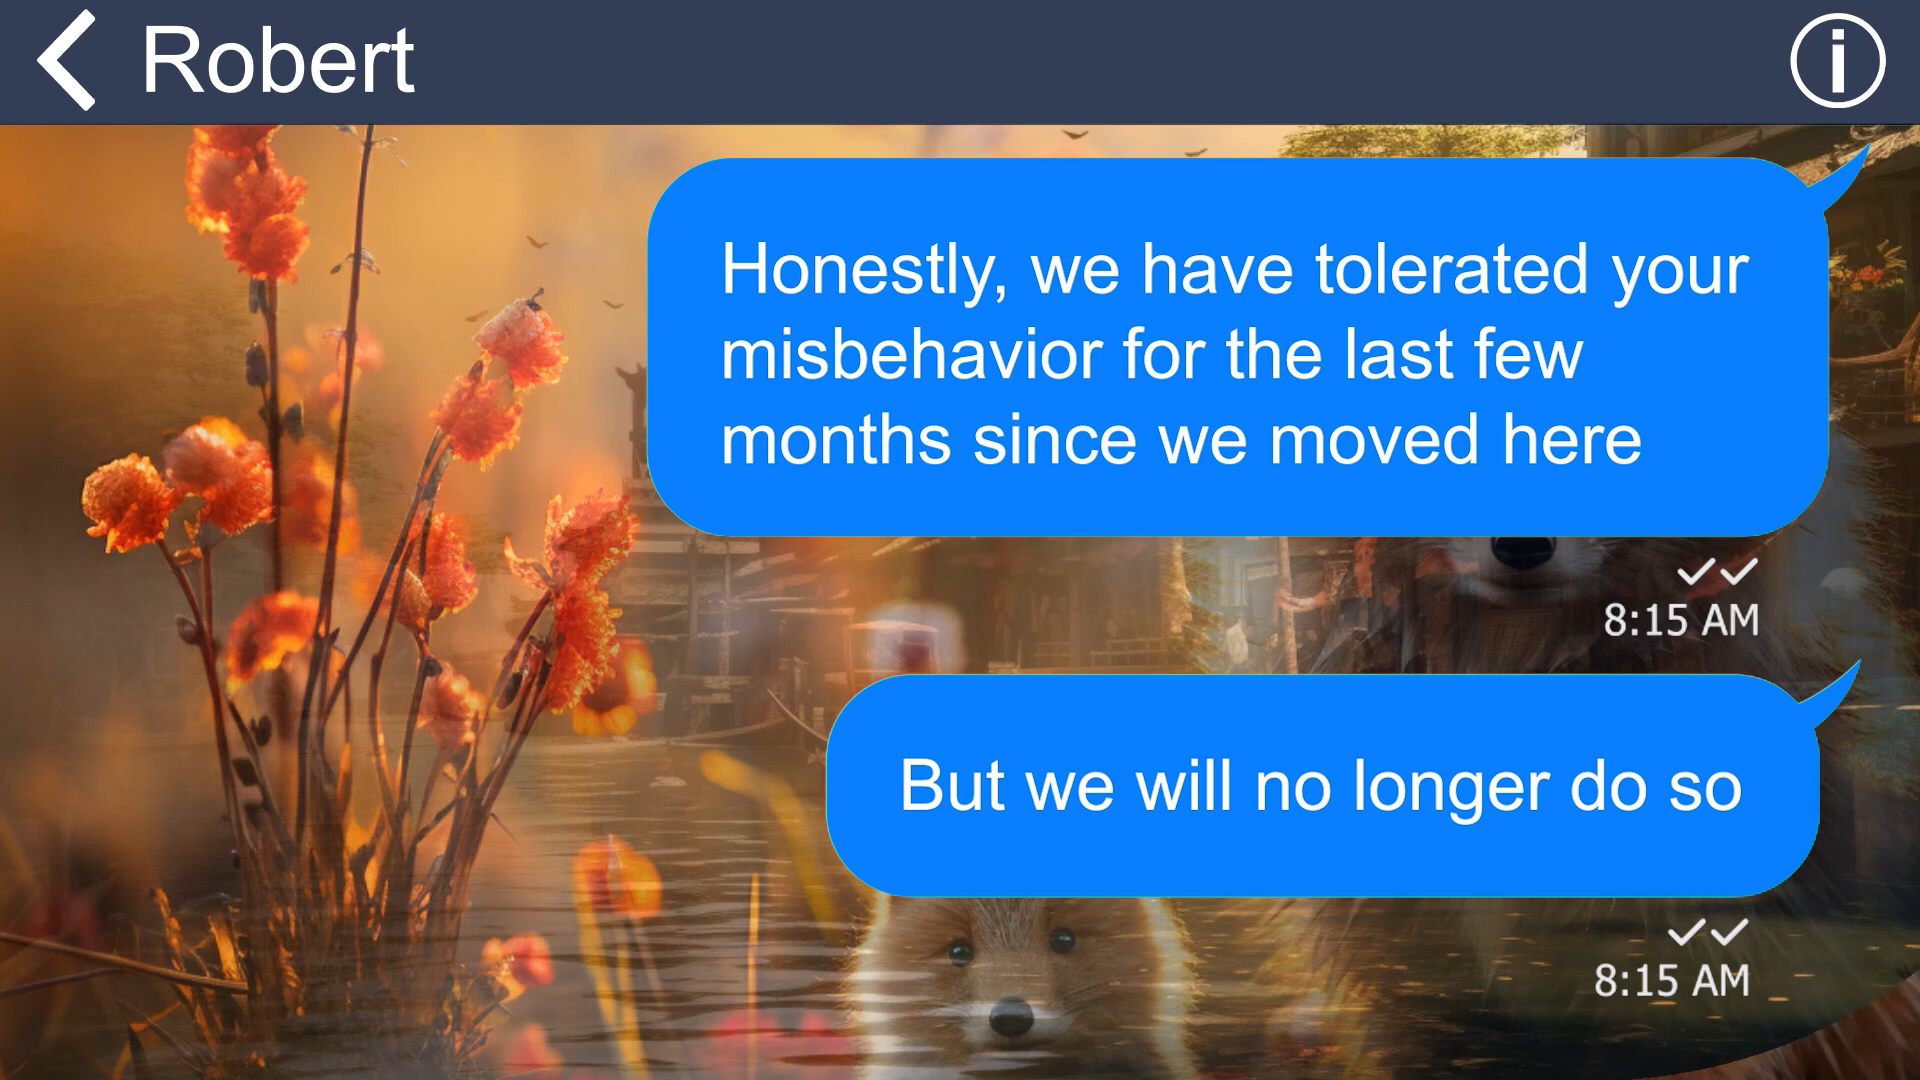 Robert
Honestly, we have tolerated your
misbehavior for the last few
months since we moved here
8:15 AM
But we will no longer do so
8:15 AM